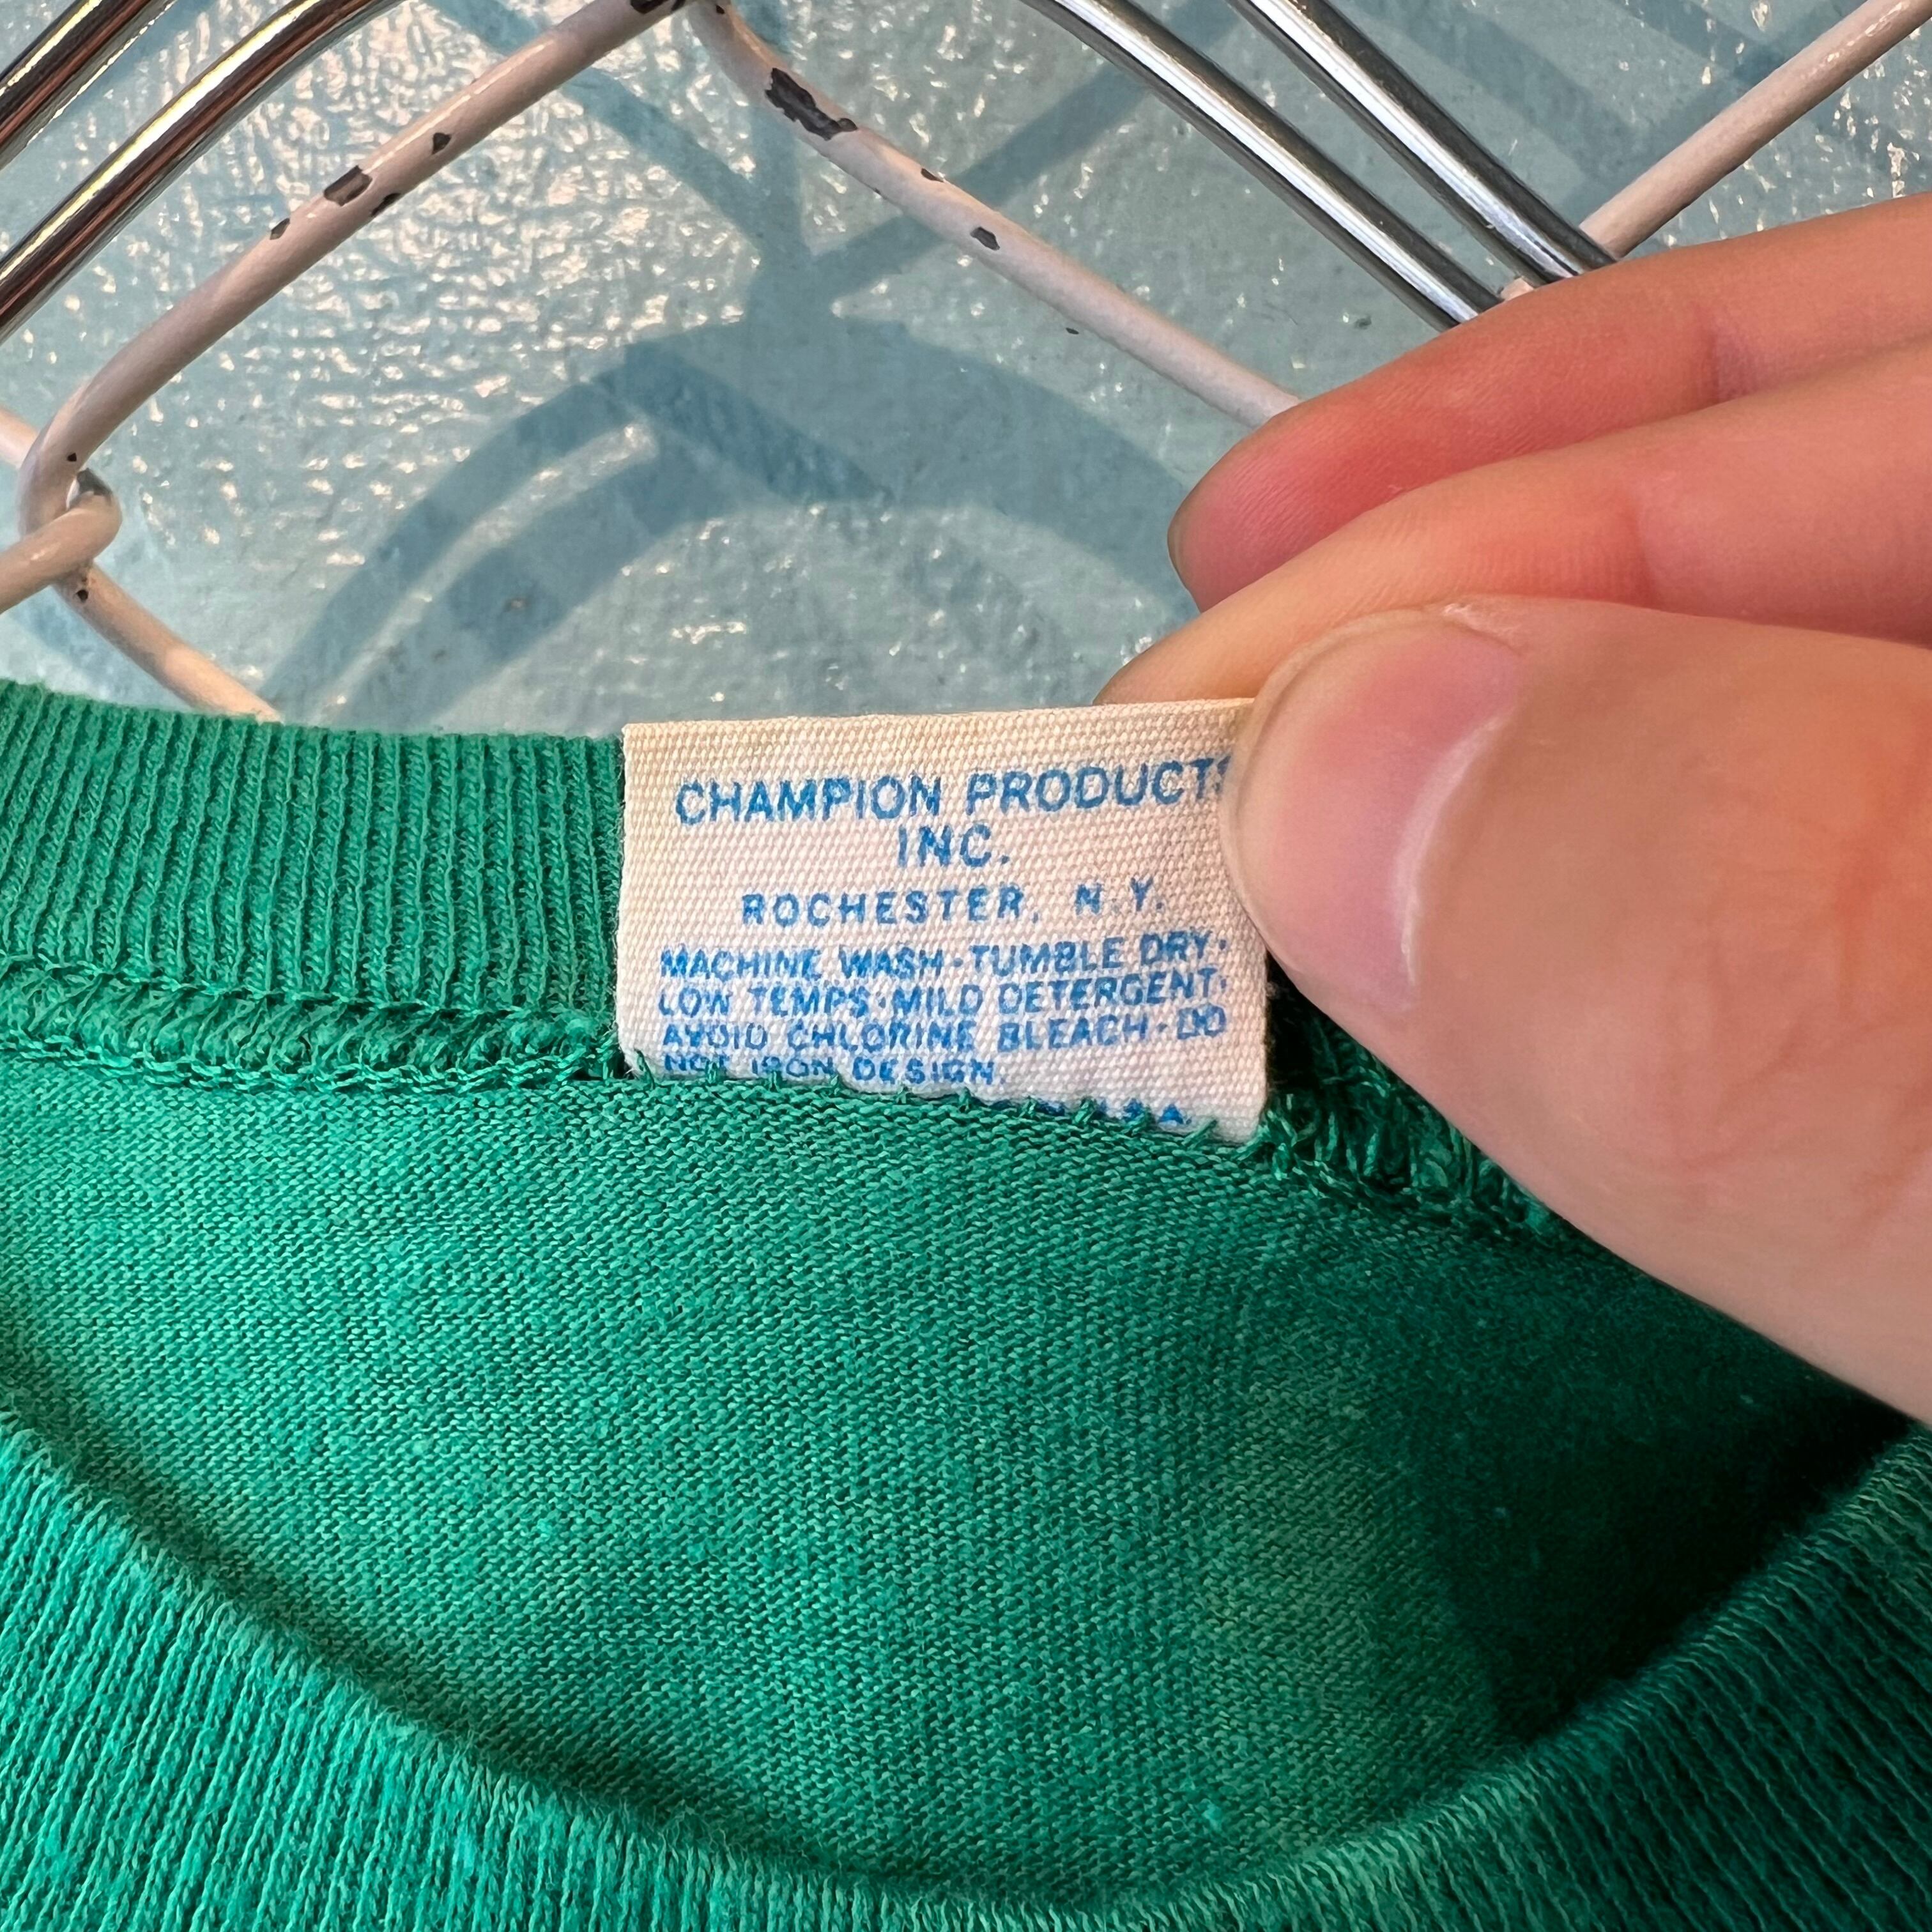 CHAMPION PRODUCTS
INC.
ROCHESTER, N.Y.
MACHINE WASH·TUMBLE DRY·
LOW TEMPS·MILD DETERGENT·
AVOID CHLORINE BLEACH·DO
NOT IRON DESIGN.